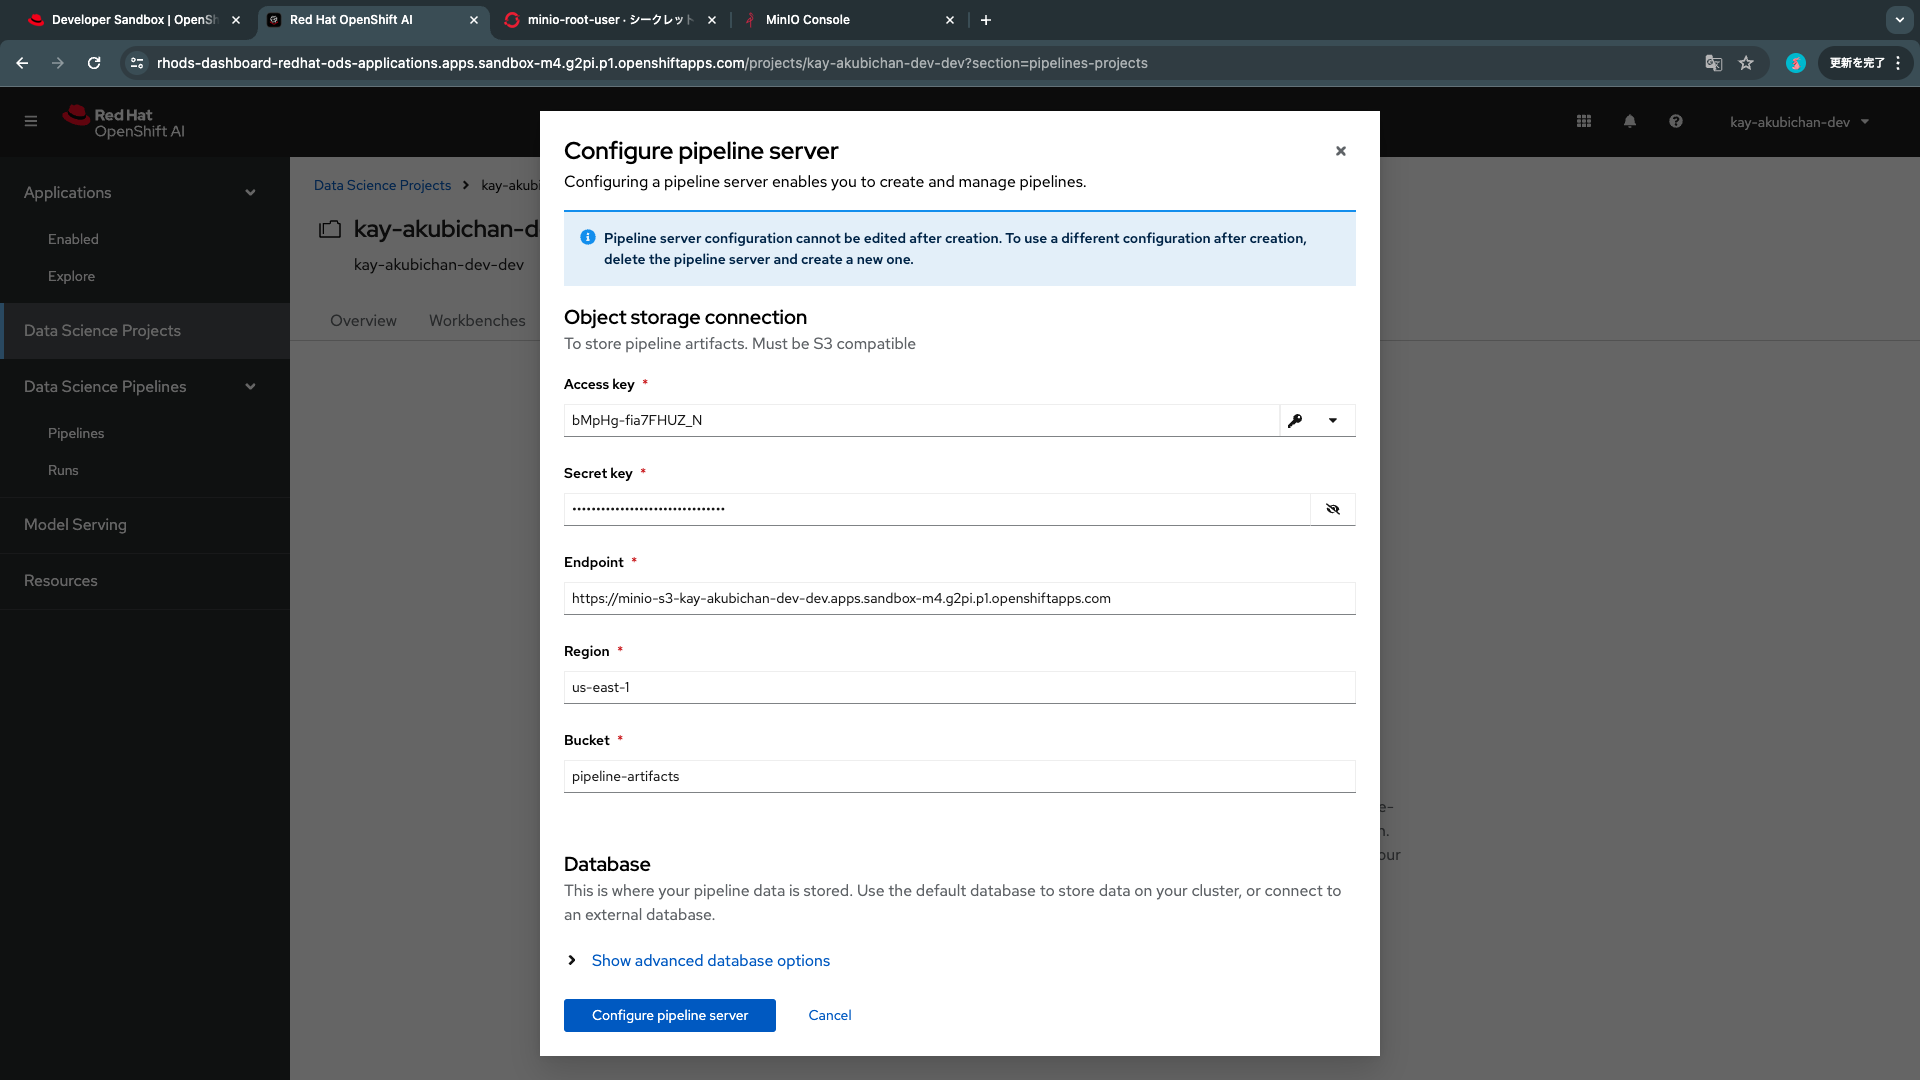 Developer Sandbox | OpenSh
Red Hat OpenShift AI
minio-root-user · シークレット
MinIO Console
rhods-dashboard-redhat-ods-applications.apps.sandbox-m4.g2pi.p1.openshiftapps.com/projects/kay-akubichan-dev-dev?section=pipelines-projects
更新を完了
Red Hat
OpenShift AI
kay-akubichan-dev
Applications
Enabled
Explore
Data Science Projects
Data Science Pipelines
Pipelines
Runs
Model Serving
Resources
Data Science Projects
kay-akubi
kay-akubichan-d
kay-akubichan-dev-dev
Overview
Workbenches
Configure pipeline server
Configuring a pipeline server enables you to create and manage pipelines.
Pipeline server configuration cannot be edited after creation. To use a different configuration after creation,
delete the pipeline server and create a new one.
Object storage connection
To store pipeline artifacts. Must be S3 compatible
Access key *
bMpHg-fia7FHUZ_N
Secret key *
••••••••••••••••••••••••••••••••
Endpoint *
https://minio-s3-kay-akubichan-dev-dev.apps.sandbox-m4.g2pi.p1.openshiftapps.com
Region *
us-east-1
Bucket *
pipeline-artifacts
e-
n.
our
Database
This is where your pipeline data is stored. Use the default database to store data on your cluster, or connect to
an external database.
Show advanced database options
Configure pipeline server
Cancel